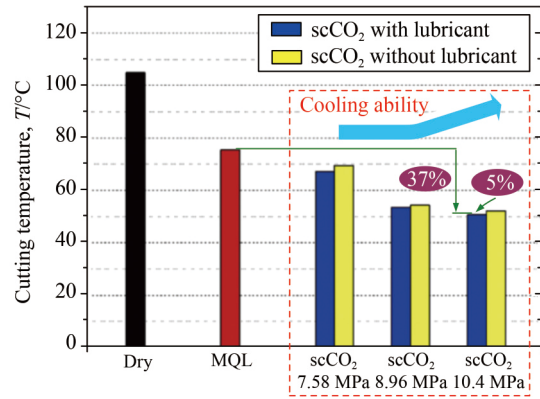 scCO₂ with lubricant
scCO₂ without lubricant
Cooling ability
37%
5%
Cutting temperature, T/°C
120
100
80
60
40
20
0
Dry
MQL
scCO₂
7.58 MPa
scCO₂
8.96 MPa
scCO₂
10.4 MPa